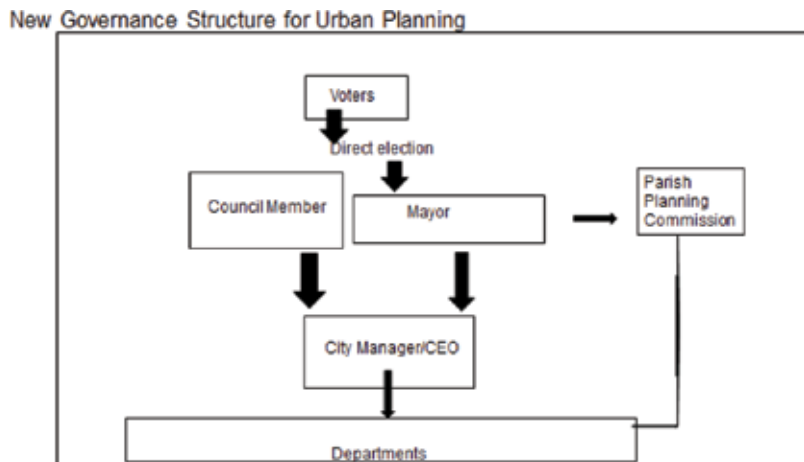 New Governance Structure for Urban Planning
Voters
Direct election
Council Member
Mayor
Parish
Planning
Commission
City Manager/CEO
Departments